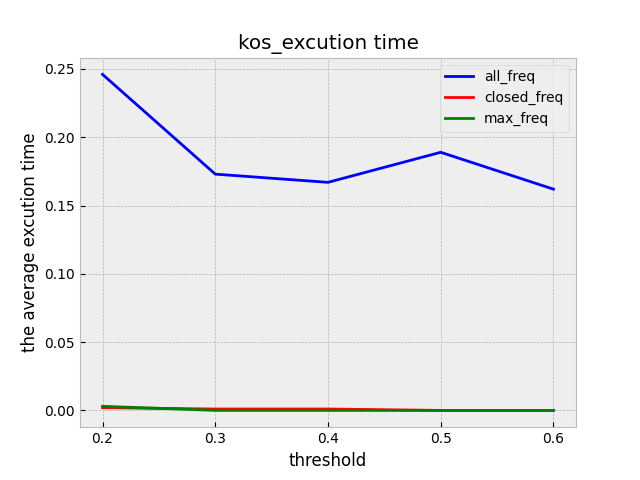 kos_excution time
all_freq
closed_freq
max_freq
the average excution time
0.25
0.20
0.15
0.10
0.05
0.00
0.2 0.3 0.4 0.5 0.6
threshold